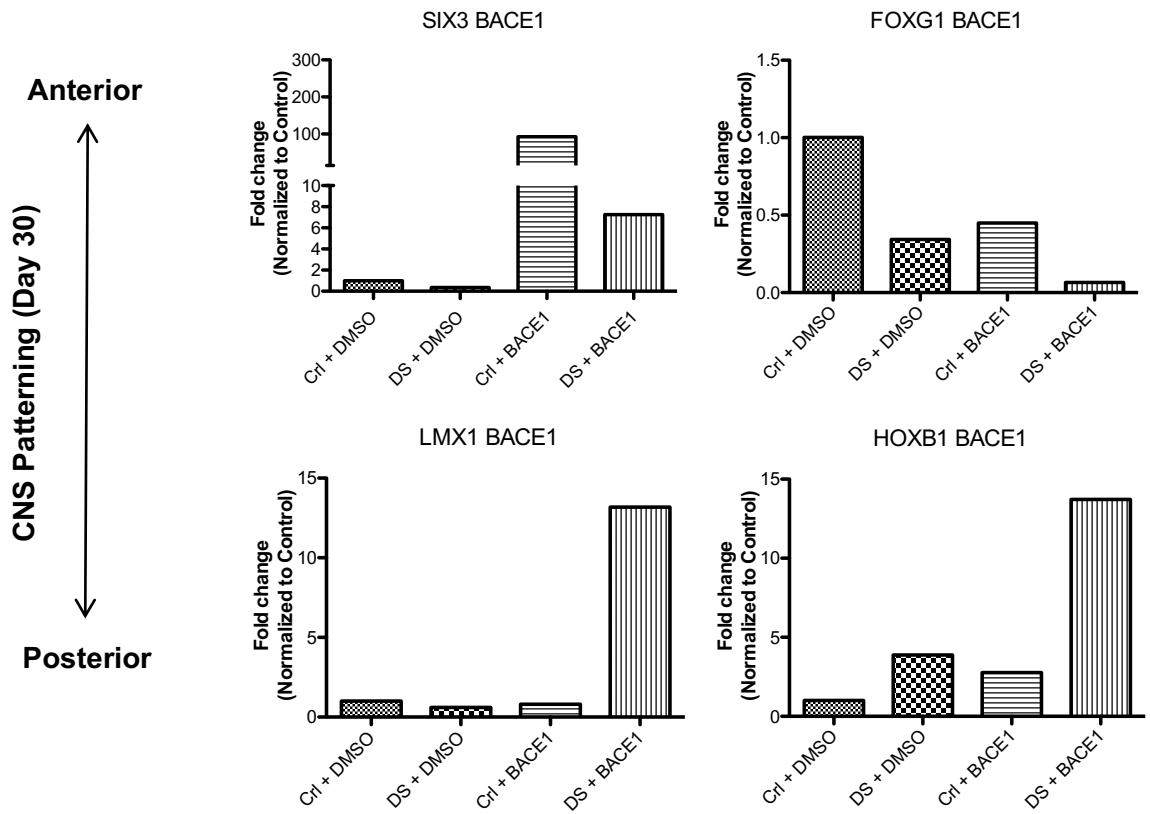 Anterior
CNS Patterning (Day 30)
Posterior
SIX3 BACE1
Fold change
(Normalized to Control)
300
200
100
10
8
6
4
2
0
Crl + DMSO
DS + DMSO
Crl + BACE1
DS + BACE1
FOXG1 BACE1
Fold change
(Normalized to Control)
1.5
1.0
0.5
0.0
Crl + DMSO
DS + DMSO
Crl + BACE1
DS + BACE1
LMX1 BACE1
Fold change
(Normalized to Control)
15
10
5
0
Crl + DMSO
DS + DMSO
Crl + BACE1
DS + BACE1
HOXB1 BACE1
Fold change
(Normalized to Control)
15
10
5
0
Crl + DMSO
DS + DMSO
Crl + BACE1
DS + BACE1